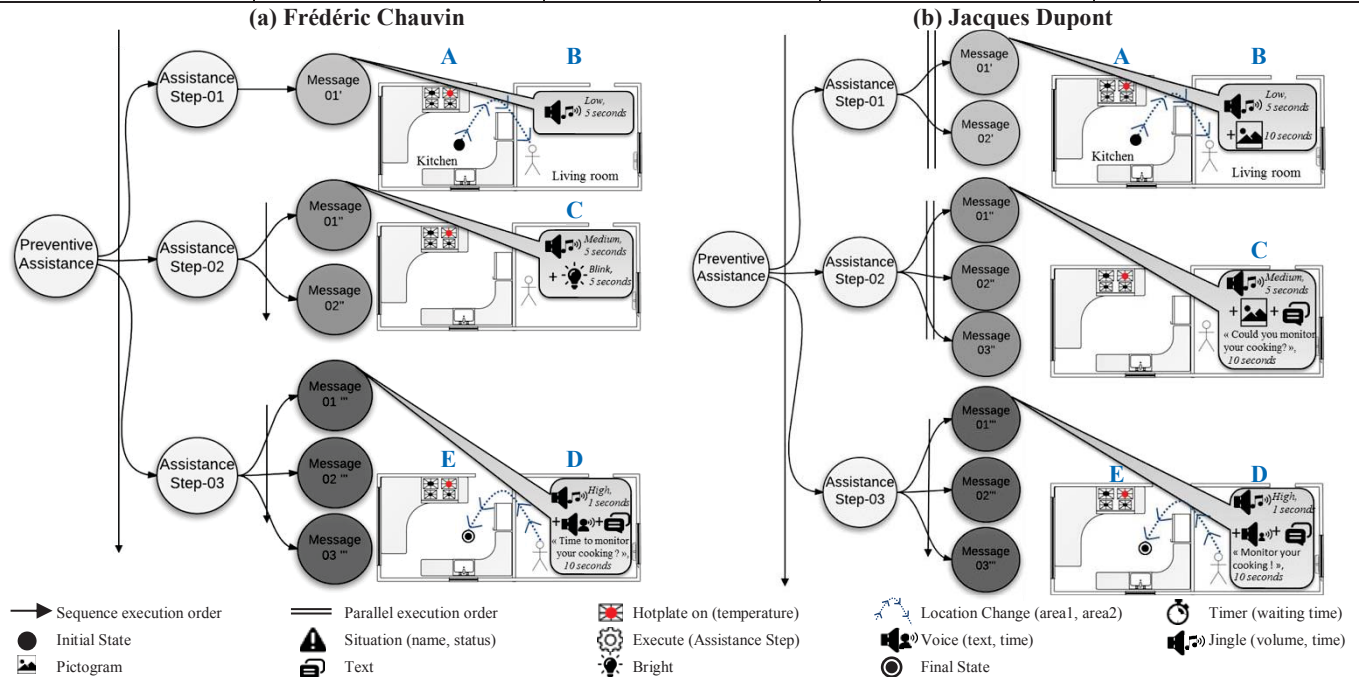 (a) Frédéric Chauvin
A
B
Assistance
Step-01
Message
01'
Low,
5 seconds
Kitchen
Living room
Preventive
Assistance
Assistance
Step-02
Message
01"
Message
02"
C
Medium,
5 seconds
+
Blink,
5 seconds
Assistance
Step-03
Message
01 '"
Message
02 '"
Message
03 '"
E
D
High,
1 seconds
+ +
« Time to monitor
your cooking ? »,
10 seconds
(b) Jacques Dupont
A
B
Assistance
Step-01
Message
01'
Message
02'
Low,
5 seconds
+ 10 seconds
Kitchen
Living room
Preventive
Assistance
Assistance
Step-02
Message
01"
Message
02"
Message
03"
C
Medium,
5 seconds
+ +
« Could you monitor
your cooking? »,
10 seconds
Assistance
Step-03
Message
01'"
Message
02'"
Message
03'"
E
D
High,
1 seconds
+ +
« Monitor your
cooking ! »,
10 seconds
Sequence execution order
Parallel execution order
Hotplate on (temperature)
Location Change (area1, area2)
Timer (waiting time)
Initial State
Situation (name, status)
Execute (Assistance Step)
Voice (text, time)
Jingle (volume, time)
Pictogram
Text
Bright
Final State